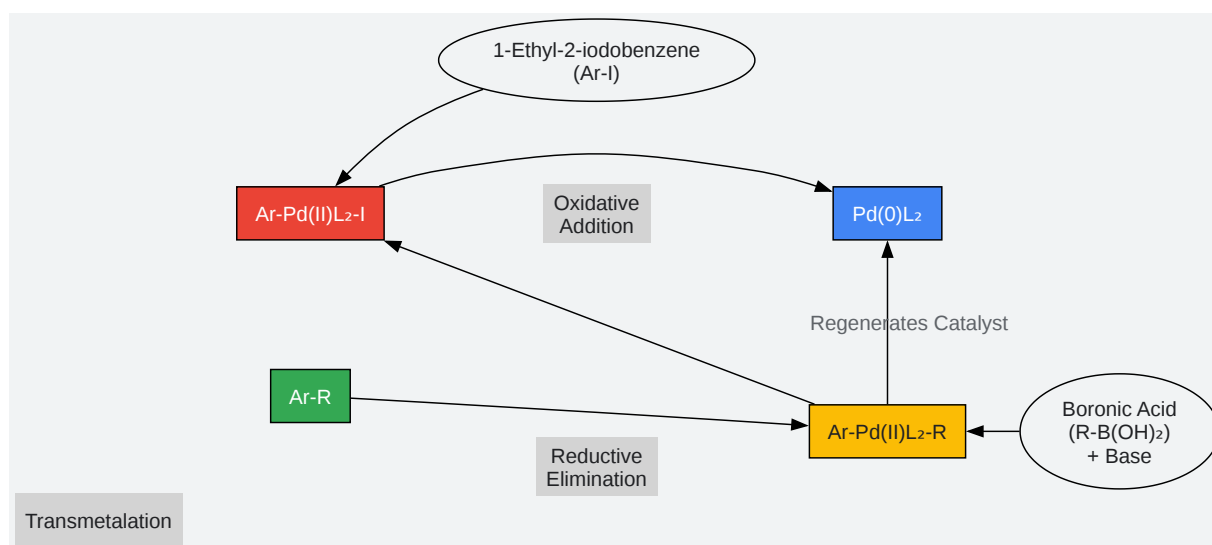 1-Ethyl-2-iodobenzene
(Ar-I)
Ar-Pd(II)L₂-I
Oxidative
Addition
Pd(0)L₂
Regenerates Catalyst
Ar-R
Ar-Pd(II)L₂-R
Boronic Acid
(R-B(OH)₂)
+ Base
Reductive
Elimination
Transmetalation